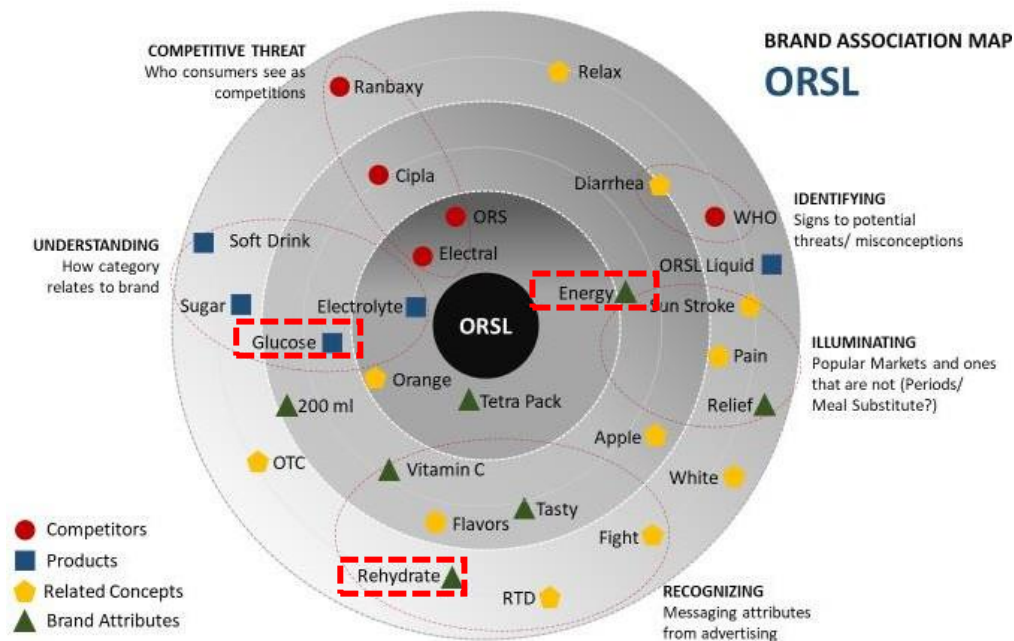 BRAND ASSOCIATION MAP
ORSL
COMPETITIVE THREAT
Who consumers see as
competitions
Relax
Ranbaxy
Cipla
Diarrhea
ORS
WHO
IDENTIFYING
Signs to potential
threats/ misconceptions
UNDERSTANDING
How category
relates to brand
Soft Drink
Electral
ORSL Liquid
Energy
Sugar
Electrolyte
Sun Stroke
ORSL
Glucose
Pain
ILLUMINATING
Popular Markets and ones
that are not (Periods/
Meal Substitute?)
Orange
200 ml
Tetra Pack
Relief
Apple
OTC
Vitamin C
White
Tasty
Flavors
Fight
Rehydrate
RTD
Competitors
Products
Related Concepts
Brand Attributes
RECOGNIZING
Messaging attributes
from advertising